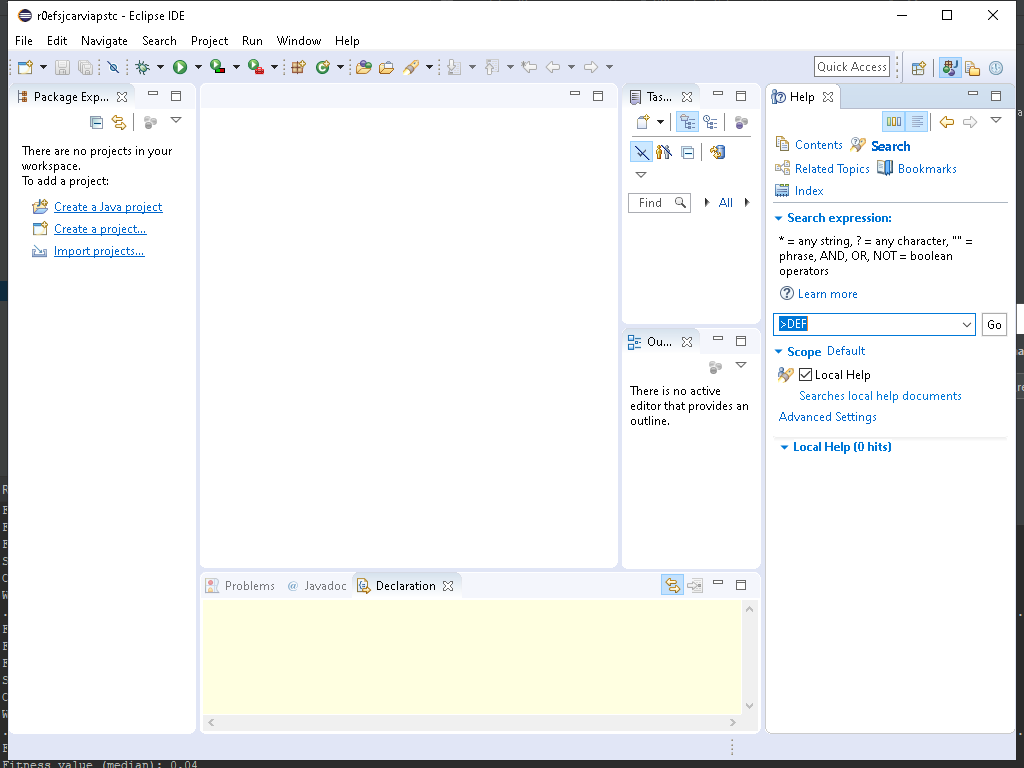 r0efsjcarviapstc - Eclipse IDE
File Edit Navigate Search Project Run Window Help
Quick Access
Package Exp...
There are no projects in your
workspace.
To add a project:
Create a Java project
Create a project...
Import projects...
Tas...
Find All
Ou...
There is no active
editor that provides an
outline.
Problems @ Javadoc Declaration
Help
Contents Search
Related Topics Bookmarks
Index
Search expression:
* = any string, ? = any character, "" =
phrase, AND, OR, NOT = boolean
operators
Learn more
>DEF Go
Scope Default
Local Help
Searches local help documents
Advanced Settings
Local Help (0 hits)
Fitness value (median): 0.04